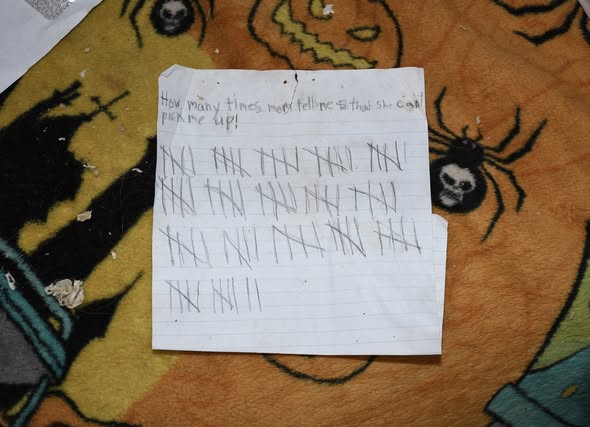 How many times mom tell me that she can't
pick me up!